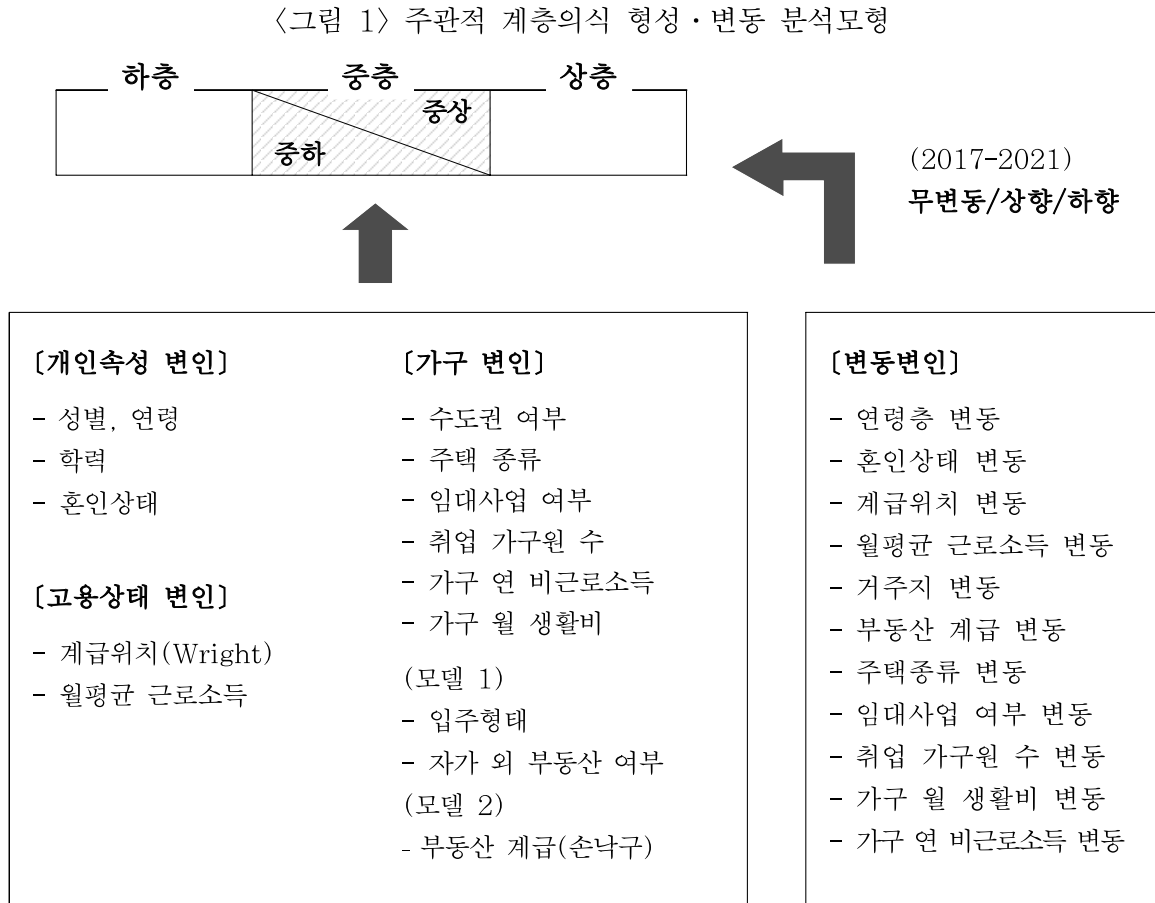 〈그림 1〉 주관적 계층의식 형성·변동 분석모형
하층
중층
상층
중상
중하
(2017-2021)
무변동/상향/하향
[개인속성 변인]
- 성별, 연령
- 학력
- 혼인상태
[고용상태 변인]
- 계급위치(Wright)
- 월평균 근로소득
[가구 변인]
- 수도권 여부
- 주택 종류
- 임대사업 여부
- 취업 가구원 수
- 가구 연 비근로소득
- 가구 월 생활비
(모델 1)
- 입주형태
- 자가 외 부동산 여부
(모델 2)
- 부동산 계급(손낙구)
[변동변인]
- 연령층 변동
- 혼인상태 변동
- 계급위치 변동
- 월평균 근로소득 변동
- 거주지 변동
- 부동산 계급 변동
- 주택종류 변동
- 임대사업 여부 변동
- 취업 가구원 수 변동
- 가구 월 생활비 변동
- 가구 연 비근로소득 변동